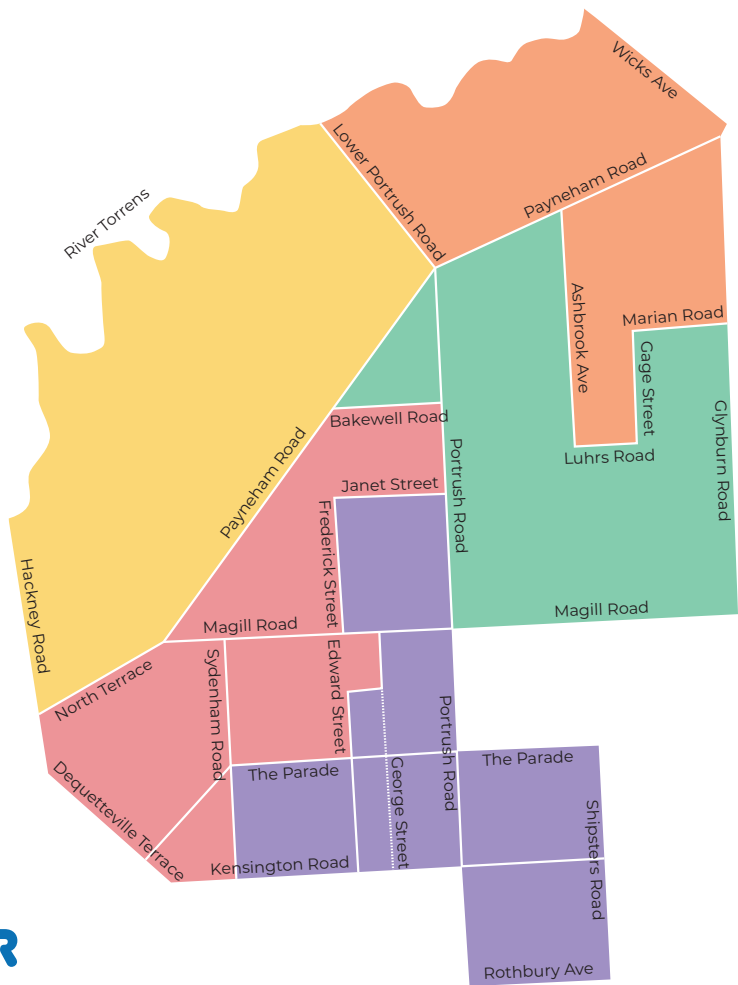 Wicks Ave
Lower Portrush Road
Payneham Road
River Torrens
Ashbrook Ave
Marian Road
Gage Street
Glynburn Road
Bakewell Road
Luhrs Road
Payneham Road
Portrush Road
Janet Street
Frederick Street
Hackney Road
Magill Road
Magill Road
North Terrace
Sydenham Road
Edward Street
Portrush Road
The Parade
The Parade
George Street
Dequetteville Terrace
Shipsters Road
Kensington Road
Rothbury Ave
R